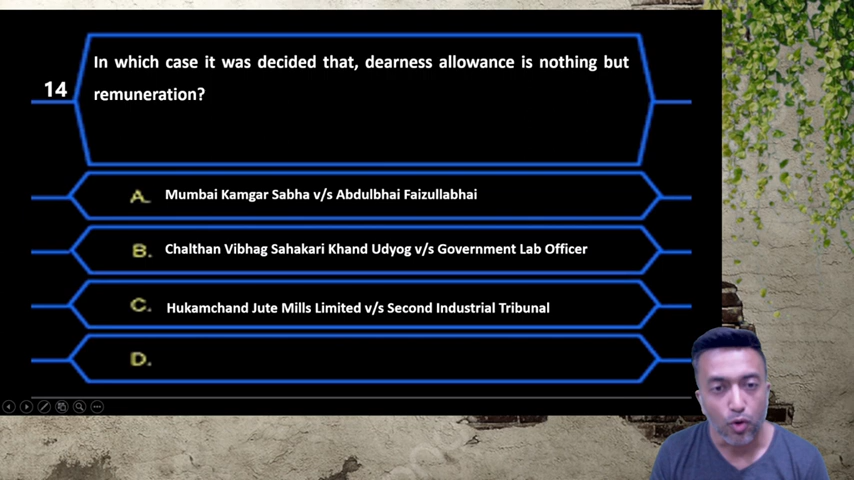 14
In which case it was decided that, dearness allowance is nothing but
remuneration?
A. Mumbai Kamgar Sabha v/s Abdulbhai Faizullabhai
B. Chalthan Vibhag Sahakari Khand Udyog v/s Government Lab Officer
C. Hukamchand Jute Mills Limited v/s Second Industrial Tribunal
D.